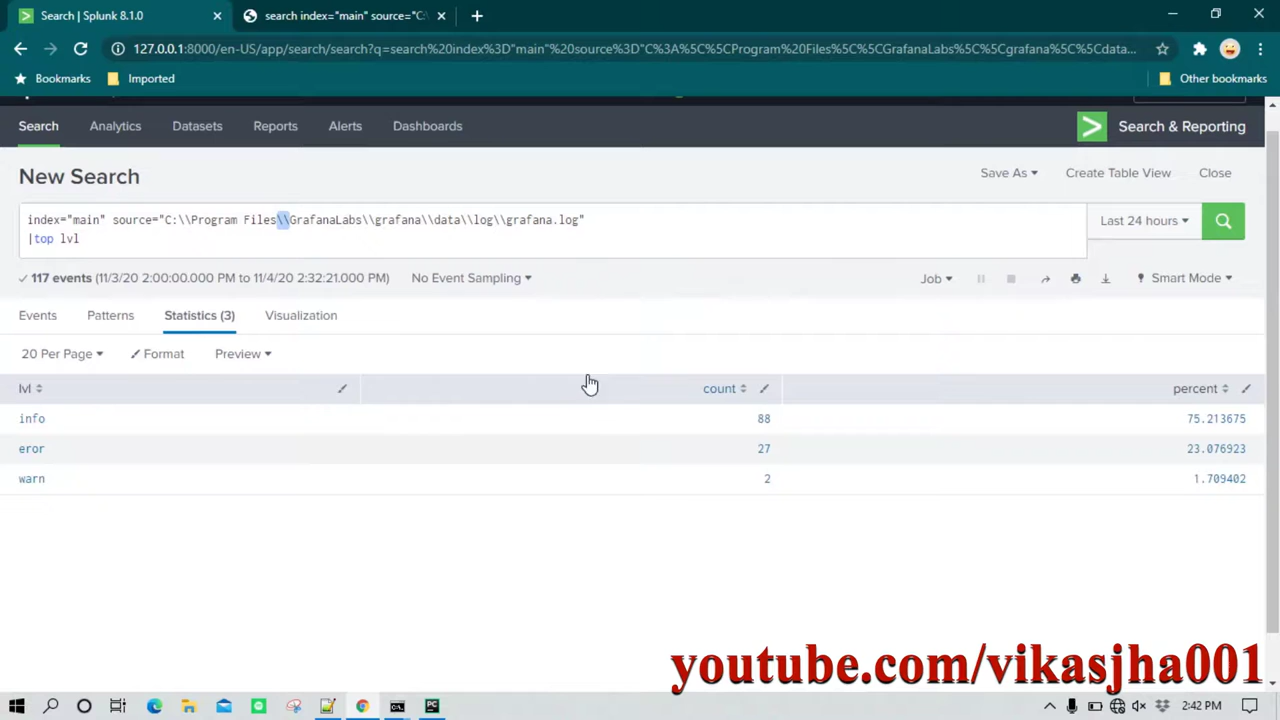 Search | Splunk 8.1.0
search index="main" source="C:
127.0.0.1:8000/en-US/app/search/search?q=search%20index%3D"main"%20source%3D"C%3A%5C%5CProgram%20Files%5C%5CGrafanaLabs%5C%5Cgrafana%5C%5Cdata...
Bookmarks
Imported
Other bookmarks
Search
Analytics
Datasets
Reports
Alerts
Dashboards
Search & Reporting
New Search
Save As
Create Table View
Close
index="main" source="C:\\Program Files\\GrafanaLabs\\grafana\\data\\log\\grafana.log"
|top lvl
Last 24 hours
117 events (11/3/20 2:00:00.000 PM to 11/4/20 2:32:21.000 PM)
No Event Sampling
Job
Smart Mode
Events
Patterns
Statistics (3)
Visualization
20 Per Page
Format
Preview
lvl count percent
info 88 75.213675
eror 27 23.076923
warn 2 1.709402
youtube.com/vikasjha001
2:42 PM